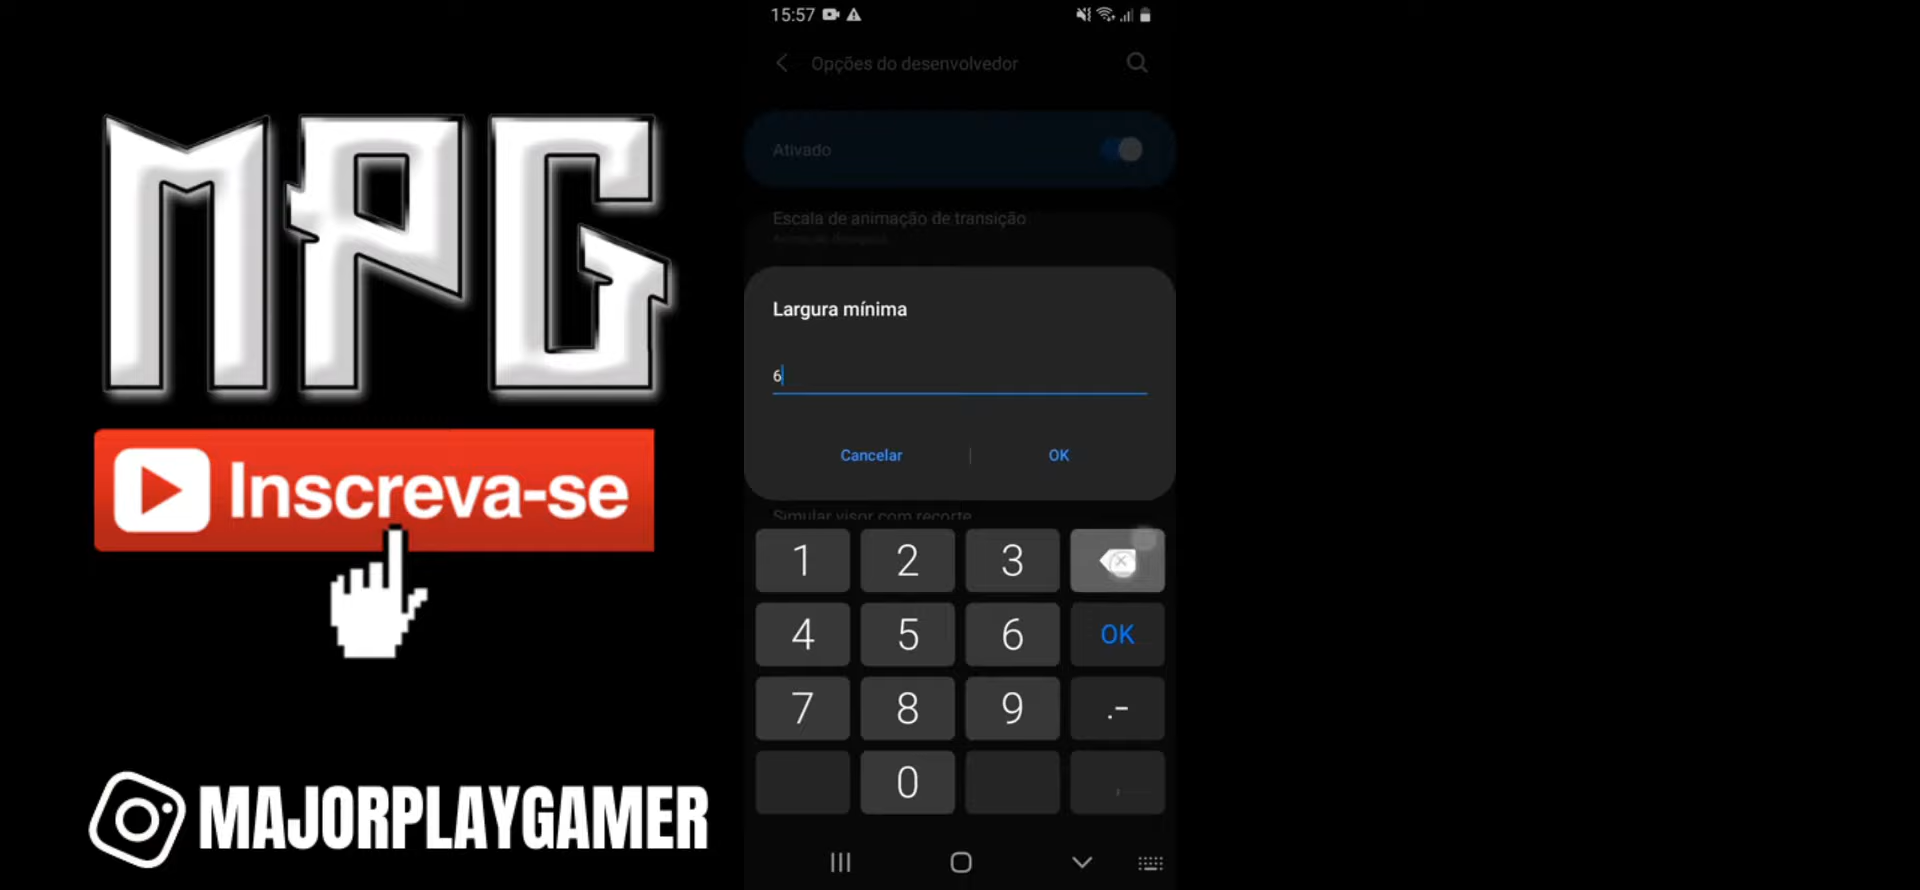 MPG
Inscreva-se
MAJORPLAYGAMER
15:57
Opções do desenvolvedor
Ativado
Escala de animação de transição
Largura mínima
6
Cancelar
OK
Simular visor com recorte
1 2 3
4 5 6 OK
7 8 9 .-
0 ,